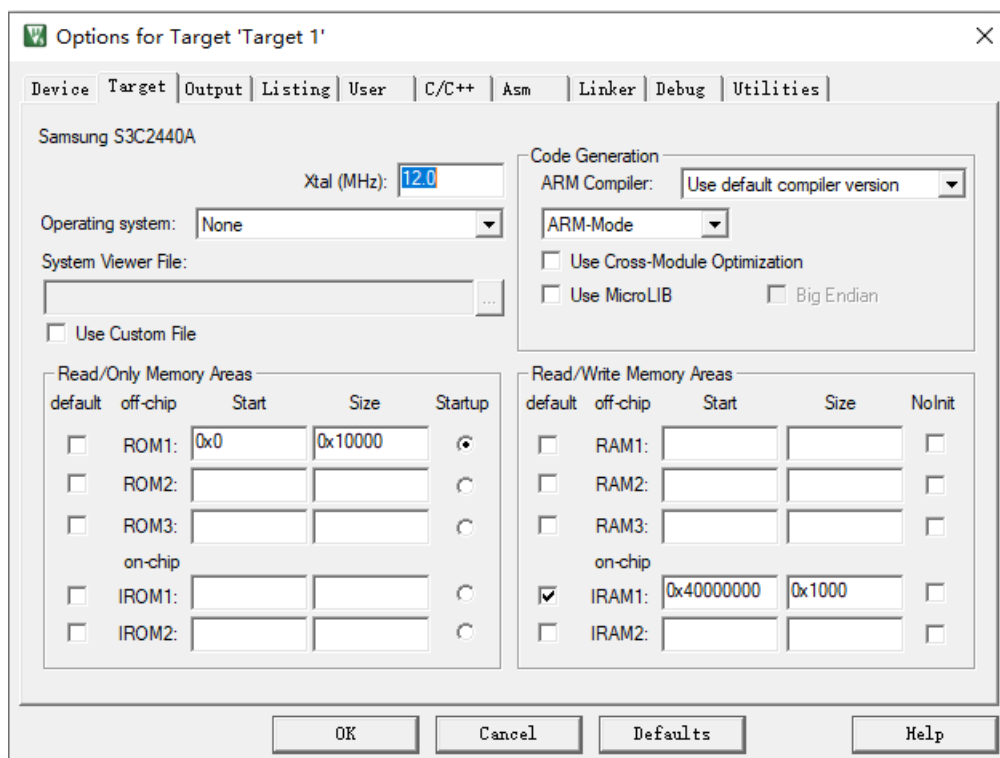 Options for Target 'Target 1'
Device Target Output Listing User C/C++ Asm Linker Debug Utilities
Samsung S3C2440A
Xtal (MHz): 12.0
Operating system: None
System Viewer File:
...
Use Custom File
Code Generation
ARM Compiler: Use default compiler version
ARM-Mode
Use Cross-Module Optimization
Use MicroLIB Big Endian
Read/Only Memory Areas
default off-chip Start Size Startup
ROM1: 0x0 0x10000
ROM2:
ROM3:
on-chip
IROM1:
IROM2:
Read/Write Memory Areas
default off-chip Start Size NoInit
RAM1:
RAM2:
RAM3:
on-chip
IRAM1: 0x40000000 0x1000
IRAM2:
OK Cancel Defaults Help